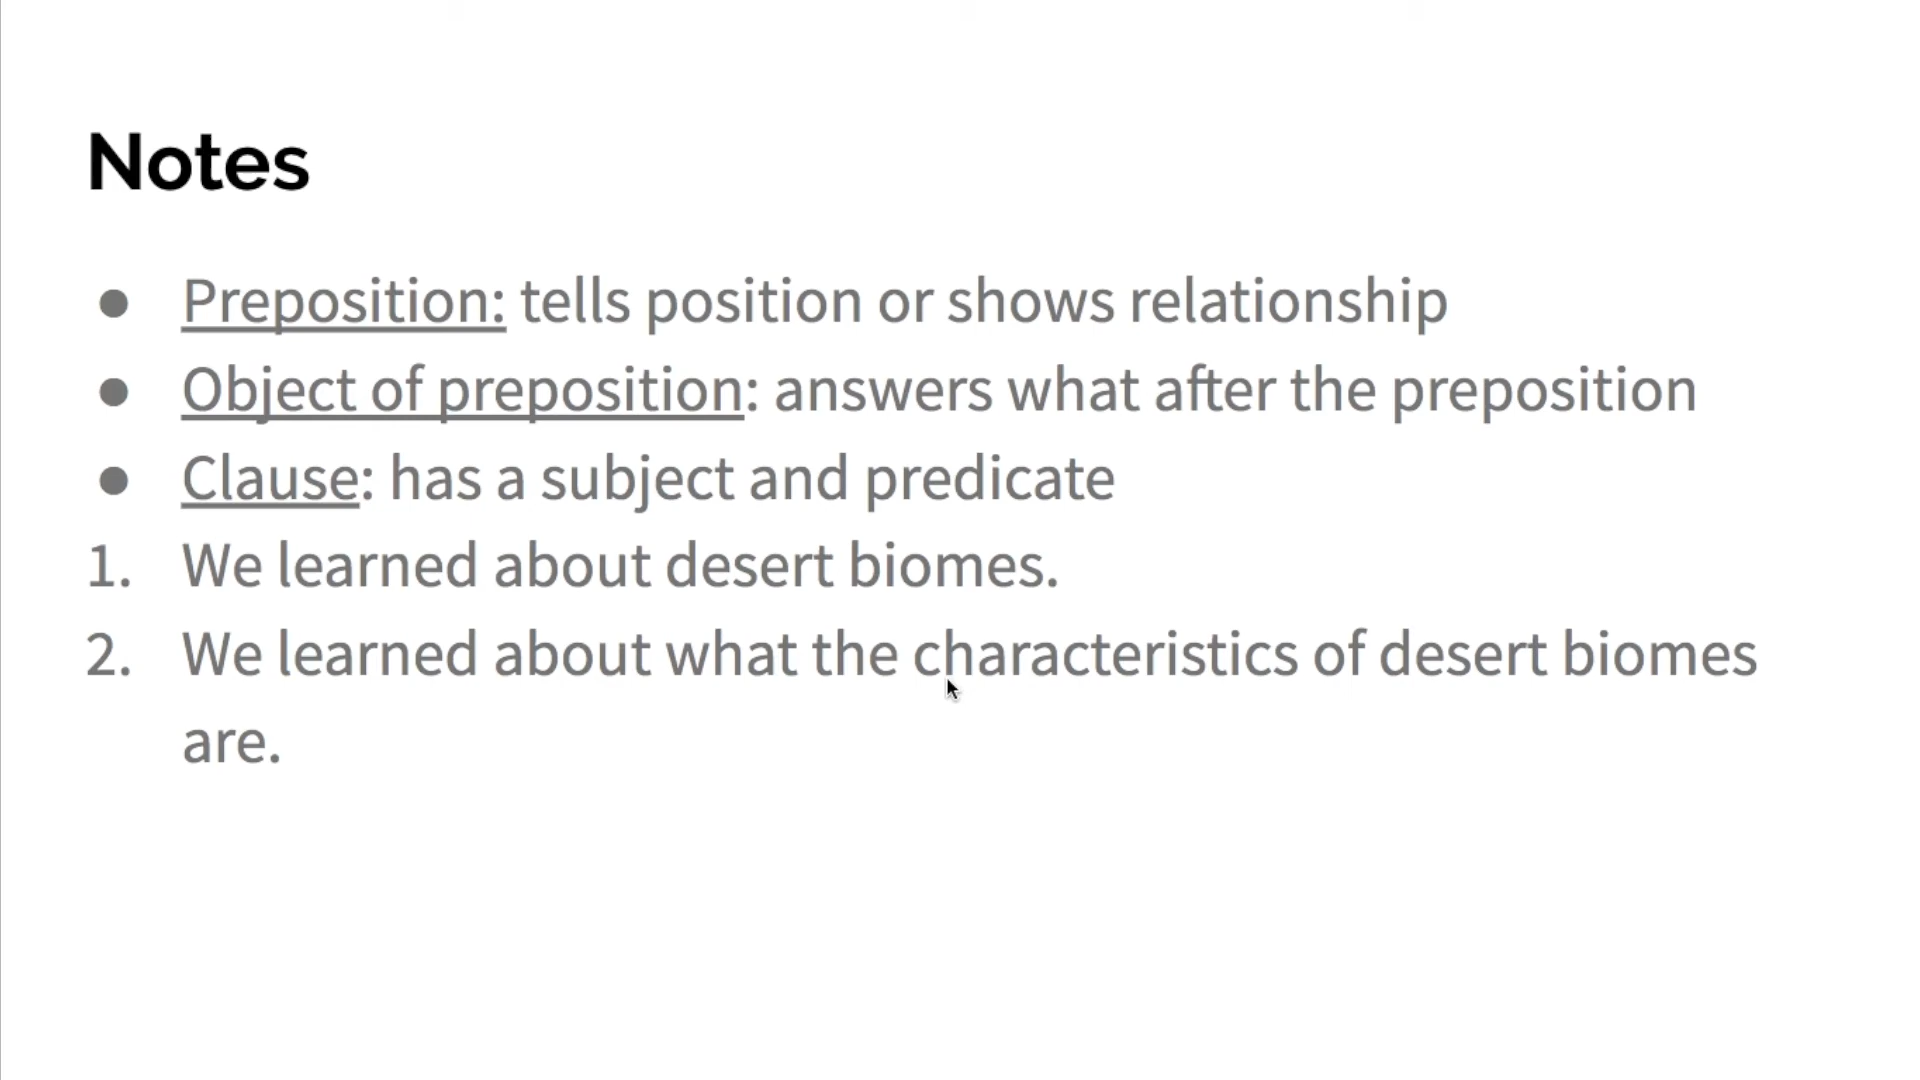 Notes
● Preposition: tells position or shows relationship
● Object of preposition: answers what after the preposition
● Clause: has a subject and predicate
1. We learned about desert biomes.
2. We learned about what the characteristics of desert biomes
are.